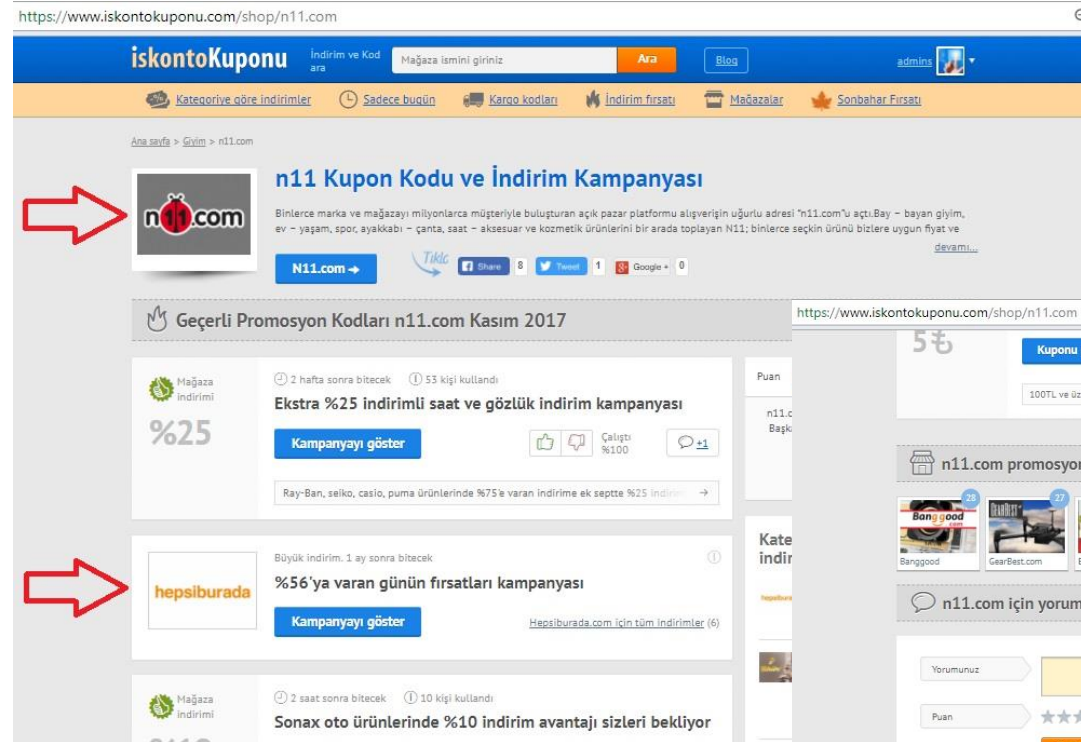 https://www.iskontokuponu.com/shop/n11.com
iskontoKuponu
İndirim ve Kod
ara
Mağaza ismini giriniz
Ara
Blog
admins
Kategoriye göre indirimler
Sadece bugün
Kargo kodları
İndirim fırsatı
Mağazalar
Sonbahar Fırsatı
Ana sayfa > Giyim > n11.com
n11.com
n11 Kupon Kodu ve İndirim Kampanyası
Binlerce marka ve mağazayı milyonlarca müşteriyle buluşturan açık pazar platformu alışverişin uğurlu adresi "n11.com"u açtı.Bay – bayan giyim,
ev – yaşam, spor, ayakkabı – çanta, saat – aksesuar ve kozmetik ürünlerini bir arada toplayan N11; binlerce seçkin ürünü bizlere uygun fiyat ve
devamı...
N11.com
Tıkla
Share 8
Tweet 1
Google + 0
Geçerli Promosyon Kodları n11.com Kasım 2017
Mağaza
indirimi
%25
2 hafta sonra bitecek
53 kişi kullandı
Ekstra %25 indirimli saat ve gözlük indirim kampanyası
Kampanyayı göster
Çalıştı
%100
+1
Ray-Ban, seiko, casio, puma ürünlerinde %75'e varan indirime ek septte %25
hepsiburada
Büyük indirim. 1 ay sonra bitecek
%56'ya varan günün fırsatları kampanyası
Kampanyayı göster
Hepsiburada.com için tüm indirimler (6)
Mağaza
indirimi
2 saat sonra bitecek
10 kişi kullandı
Sonax oto ürünlerinde %10 indirim avantajı sizleri bekliyor
Puan
n11.c
Başk
Kate
indir
https://www.iskontokuponu.com/shop/n11.com
5₺
Kuponu
100TL ve üz
n11.com promosyon
28
27
Banggood
.com
GEARBEST
Banggood
GearBest.com
n11.com için yorum
Yorumunuz
Puan